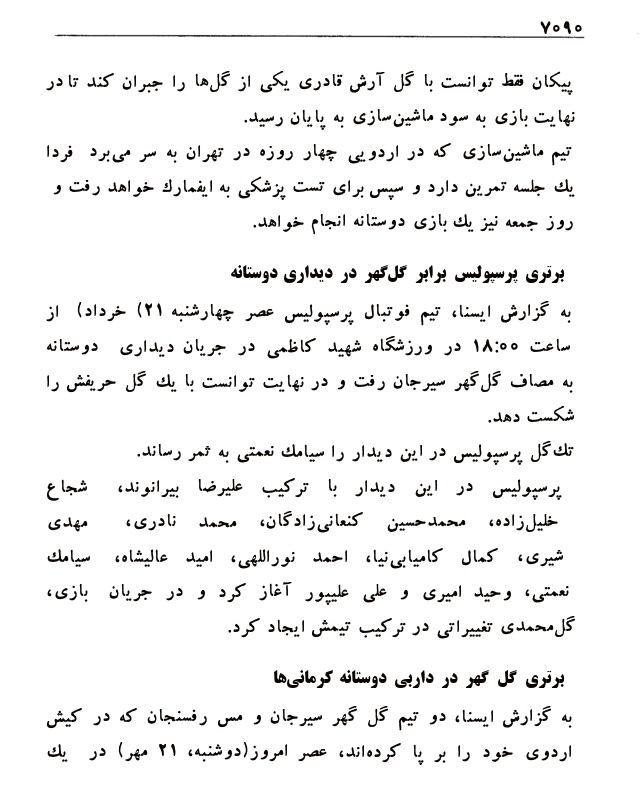 ۷۰۹۰
پیکان فقط توانست با گل آرش قادری یکی از گل‌ها را جبران کند تا در
نهایت بازی به سود ماشین‌سازی به پایان رسید.
تیم ماشین‌سازی که در اردویی چهار روزه در تهران به سر می‌برد فردا
یك جلسه تمرین دارد و سپس برای تست پزشکی به ایفمارك خواهد رفت و
روز جمعه نیز یك بازی دوستانه انجام خواهد.
برتری پرسپولیس برابر گل‌گهر در دیداری دوستانه
به گزارش ایسنا، تیم فوتبال پرسپولیس عصر چهارشنبه ۲۱) خرداد) از
ساعت ۱۸:۰۰ در ورزشگاه شهید کاظمی در جریان دیداری دوستانه
به مصاف گل‌گهر سیرجان رفت و در نهایت توانست با یك گل حریفش را
شکست دهد.
تك‌گل پرسپولیس در این دیدار را سیامك نعمتی به ثمر رساند.
پرسپولیس در این دیدار با ترکیب علیرضا بیرانوند، شجاع
خلیل‌زاده، محمدحسین کنعانی‌زادگان، محمد نادری، مهدی
شیری، کمال کامیابی‌نیا، احمد نوراللهی، امید عالیشاه، سیامك
نعمتی، وحید امیری و علی علیپور آغاز کرد و در جریان بازی،
گل‌محمدی تغییراتی در ترکیب تیمش ایجاد کرد.
برتری گل گهر در داربی دوستانه کرمانی‌ها
به گزارش ایسنا، دو تیم گل گهر سیرجان و مس رفسنجان که در کیش
اردوی خود را بر پا کرده‌اند، عصر امروز(دوشنبه، ۲۱ مهر) در یك